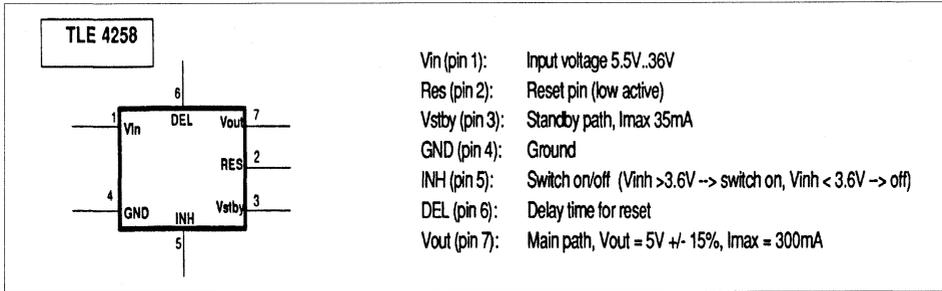 TLE 4258
6
1
Vin
DEL
Vout
7
RES
2
4
GND
INH
Vstby
3
5
Vin (pin 1): Input voltage 5.5V..36V
Res (pin 2): Reset pin (low active)
Vstby (pin 3): Standby path, Imax 35mA
GND (pin 4): Ground
INH (pin 5): Switch on/off (Vinh >3.6V --> switch on, Vinh < 3.6V --> off)
DEL (pin 6): Delay time for reset
Vout (pin 7): Main path, Vout = 5V +/- 15%, Imax = 300mA